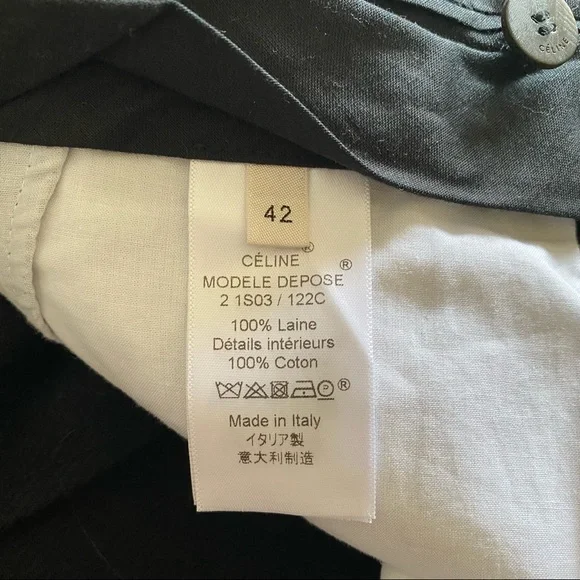 CÉLINE
42
CÉLINE®
MODELE DEPOSE®
2 1S03 / 122C
100% Laine
Détails intérieurs
100% Coton
P®
Made in Italy
イタリア製
意大利制造